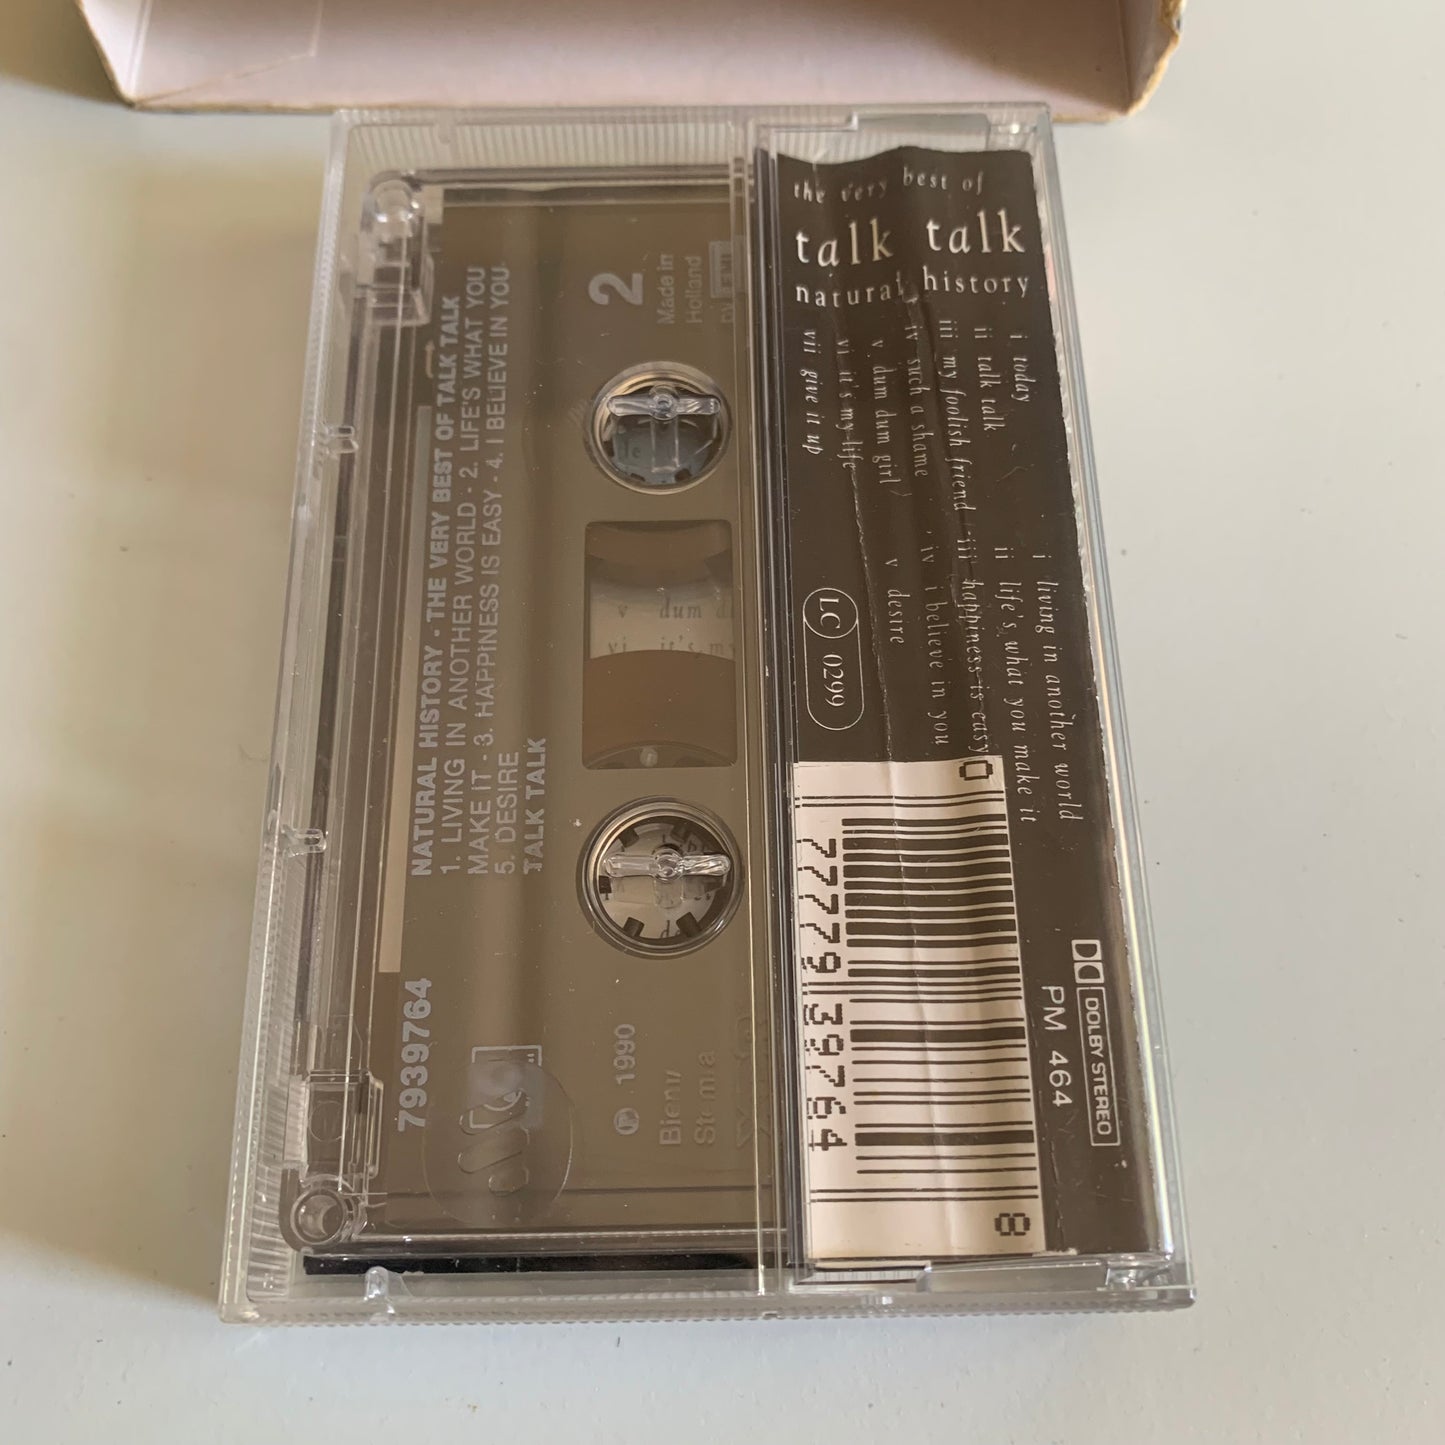 the very best of
talk talk
natural history
i today
ii talk talk
iii my foolish friend
iv such a shame
v dum dum girl
vi it's my life
vii give it up
i living in another world
ii life's what you make it
iii happiness is easy
iv i believe in you
v desire
LC 0299
DOLBY STEREO
PM 464
0 77779 39764 8
NATURAL HISTORY - THE VERY BEST OF TALK TALK
1. LIVING IN ANOTHER WORLD - 2. LIFE'S WHAT YOU
MAKE IT - 3. HAPPINESS IS EASY - 4. I BELIEVE IN YOU
5. DESIRE
TALK TALK
7939764
2
Made in
Holland
EMI
℗ 1990
v dum
vi it's my